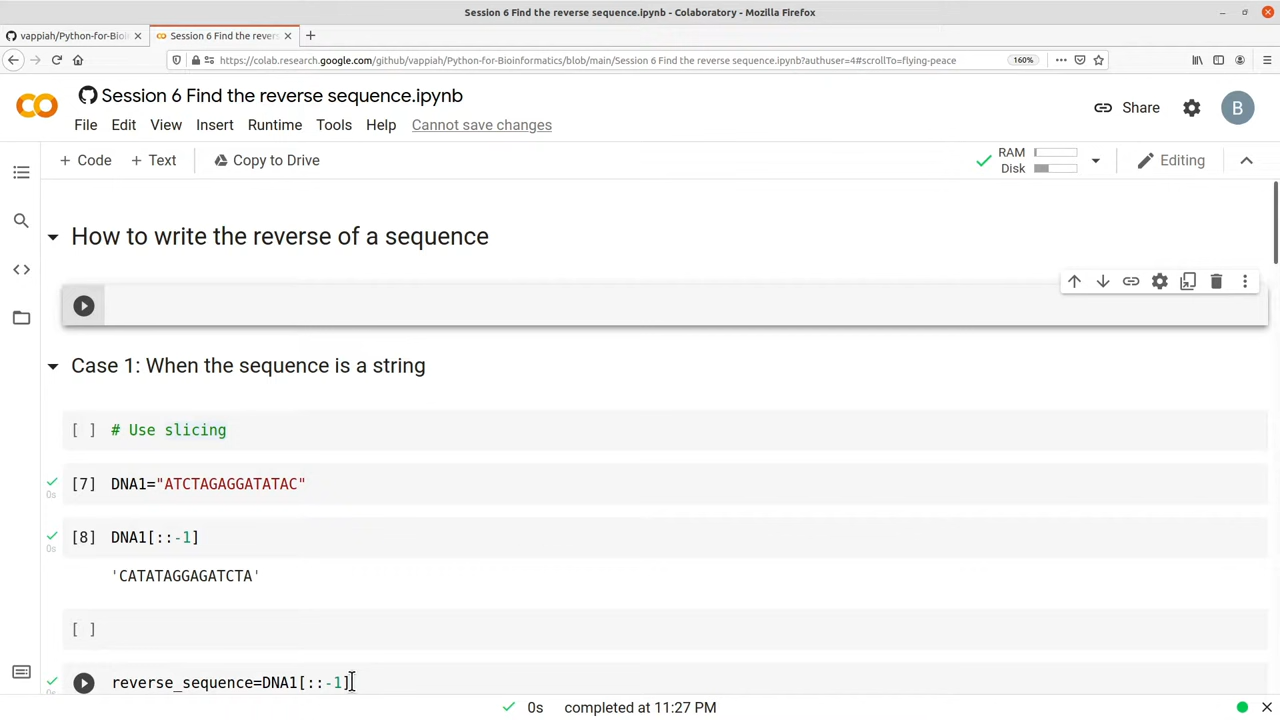 Session 6 Find the reverse sequence.ipynb - Colaboratory - Mozilla Firefox
vappiah/Python-for-Bioi
Session 6 Find the revers
https://colab.research.google.com/github/vappiah/Python-for-Bioinformatics/blob/main/Session 6 Find the reverse sequence.ipynb?authuser=4#scrollTo=flying-peace
160%
Session 6 Find the reverse sequence.ipynb
Share
B
File Edit View Insert Runtime Tools Help Cannot save changes
+ Code + Text Copy to Drive
RAM
Disk
Editing
How to write the reverse of a sequence
Case 1: When the sequence is a string
[ ] # Use slicing
[7] DNA1="ATCTAGAGGATATAC"
0s
[8] DNA1[::-1]
0s
'CATATAGGAGATCTA'
[ ]
reverse_sequence=DNA1[::-1]
0s completed at 11:27 PM